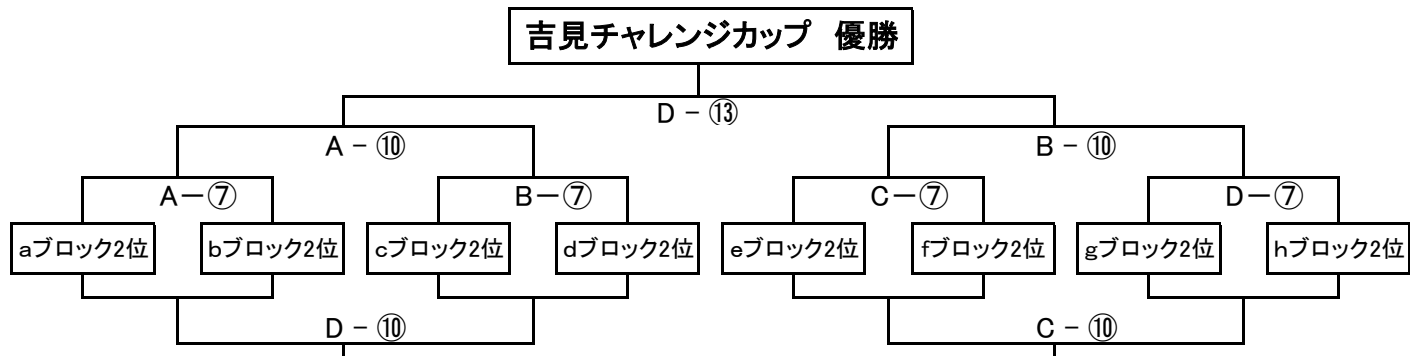 吉見チャレンジカップ　優勝
D－⑬
A－⑩
B－⑩
A－⑦
B－⑦
C－⑦
D－⑦
aブロック2位
bブロック2位
cブロック2位
dブロック2位
eブロック2位
fブロック2位
gブロック2位
hブロック2位
D－⑩
C－⑩